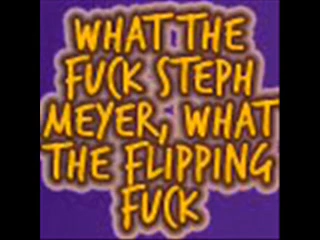 WHAT THE
FUCK STEPH
MEYER, WHAT
THE FLIPPING
FUCK